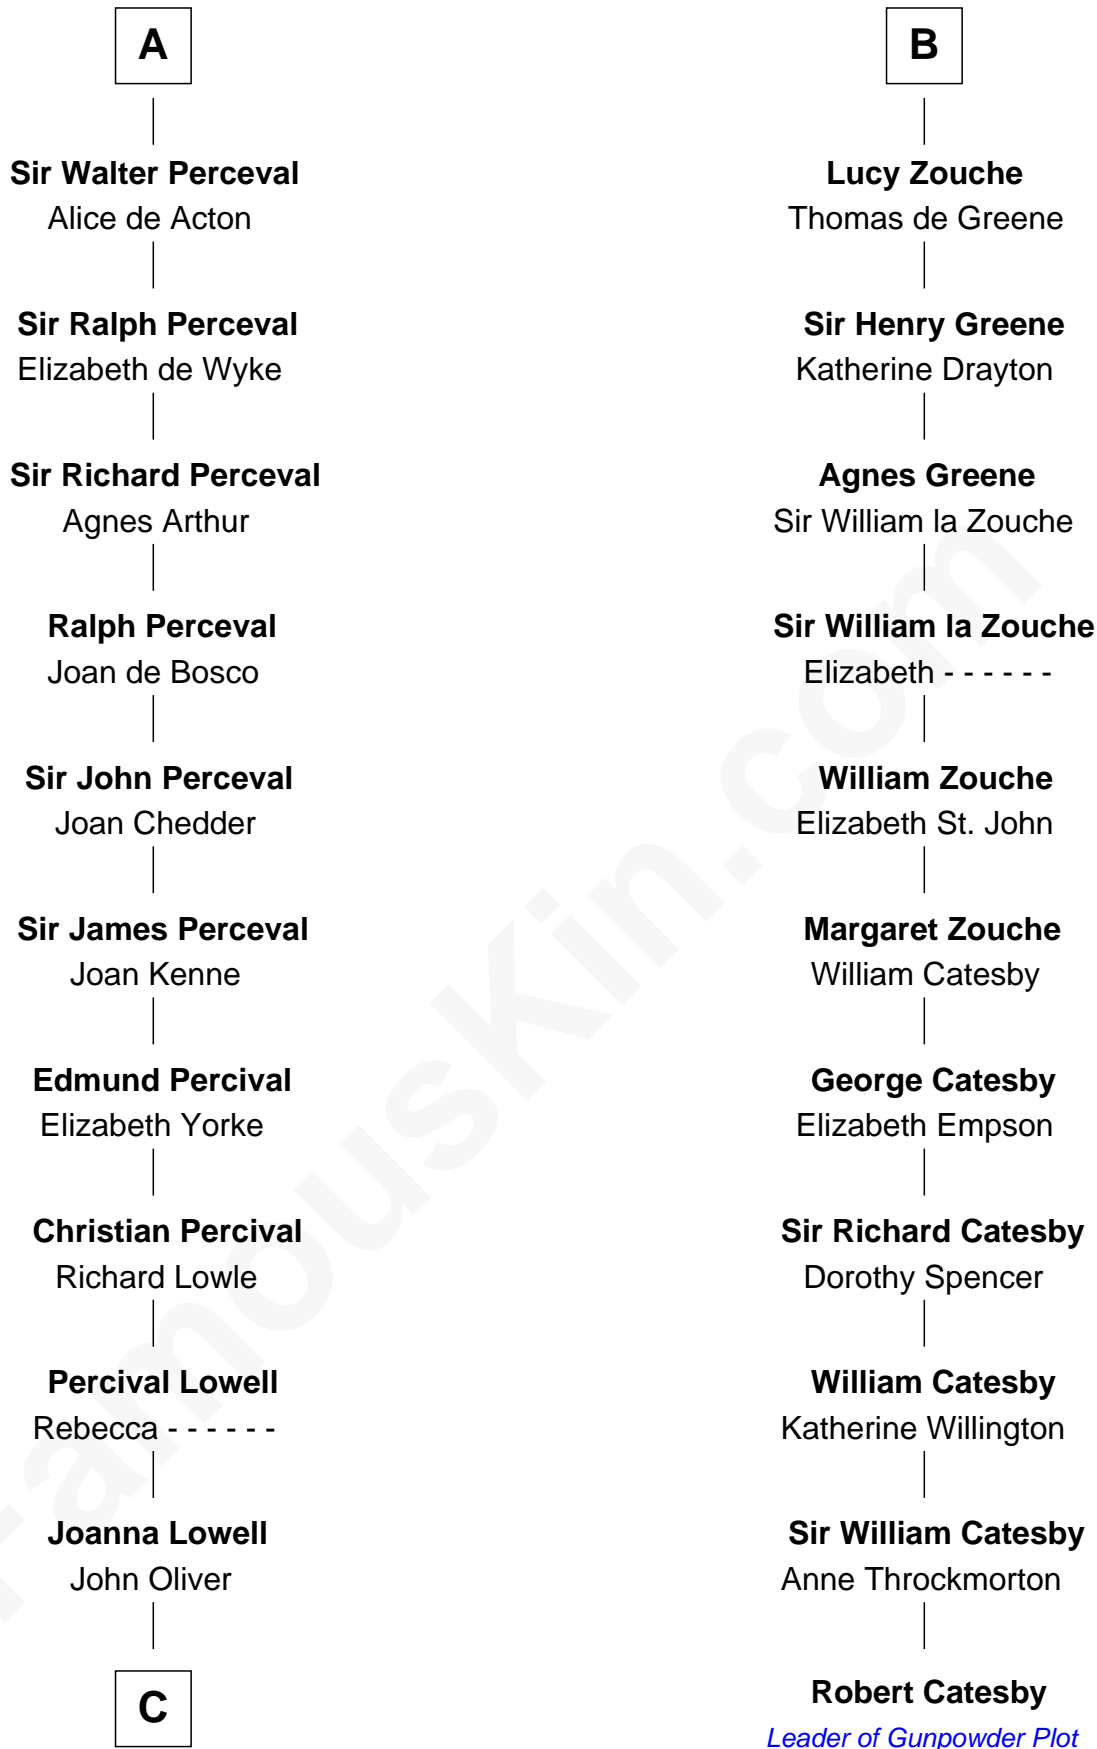 A
Sir Walter Perceval
Alice de Acton
Sir Ralph Perceval
Elizabeth de Wyke
Sir Richard Perceval
Agnes Arthur
Ralph Perceval
Joan de Bosco
Sir John Perceval
Joan Chedder
Sir James Perceval
Joan Kenne
Edmund Percival
Elizabeth Yorke
Christian Percival
Richard Lowle
Percival Lowell
Rebecca - - - - - -
Joanna Lowell
John Oliver
C
B
Lucy Zouche
Thomas de Greene
Sir Henry Greene
Katherine Drayton
Agnes Greene
Sir William la Zouche
Sir William la Zouche
Elizabeth - - - - - -
William Zouche
Elizabeth St. John
Margaret Zouche
William Catesby
George Catesby
Elizabeth Empson
Sir Richard Catesby
Dorothy Spencer
William Catesby
Katherine Willington
Sir William Catesby
Anne Throckmorton
Robert Catesby
Leader of Gunpowder Plot
FamousKin.com